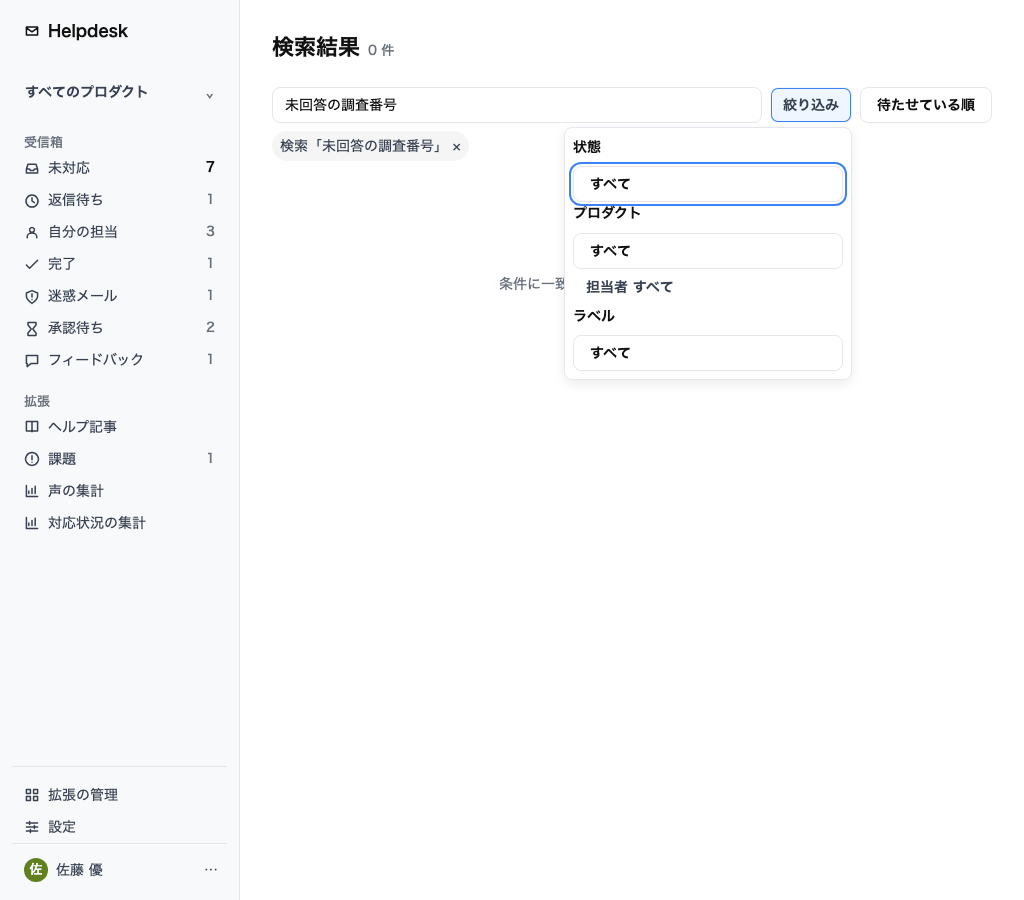 Helpdesk
すべてのプロダクト
受信箱
未対応 7
返信待ち 1
自分の担当 3
完了 1
迷惑メール 1
承認待ち 2
フィードバック 1
拡張
ヘルプ記事
課題 1
声の集計
対応状況の集計
拡張の管理
設定
佐 佐藤 優 …
検索結果 0 件
未回答の調査番号 絞り込み 待たせている順
検索「未回答の調査番号」 ×
状態
すべて
プロダクト
すべて
条件に一致
担当者 すべて
ラベル
すべて